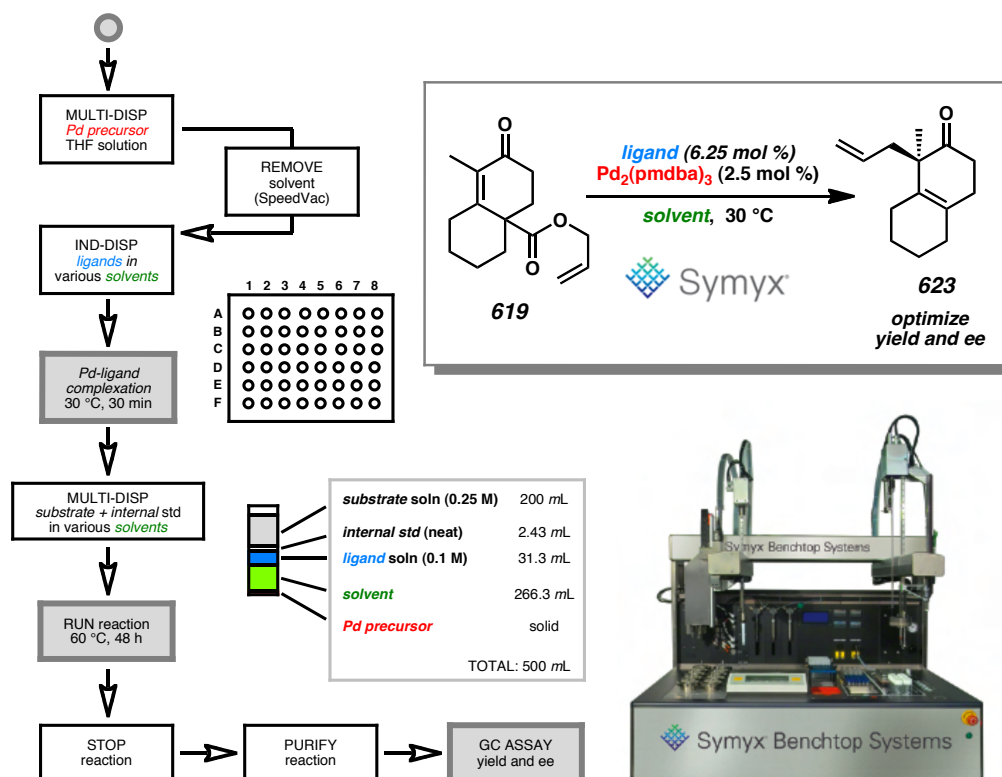 MULTI-DISP
Pd precursor
THF solution
REMOVE
solvent
(SpeedVac)
IND-DISP
ligands in
various solvents
Pd-ligand
complexation
30 °C, 30 min
MULTI-DISP
substrate + internal std
in various solvents
RUN reaction
60 °C, 48 h
STOP
reaction
PURIFY
reaction
GC ASSAY
yield and ee
1 2 3 4 5 6 7 8
A
B
C
D
E
F
O
O
O
619
ligand (6.25 mol %)
Pd2(pmdba)3 (2.5 mol %)
solvent, 30 °C
Symyx
O
623
optimize
yield and ee
substrate soln (0.25 M) 200 mL
internal std (neat) 2.43 mL
ligand soln (0.1 M) 31.3 mL
solvent 266.3 mL
Pd precursor solid
TOTAL: 500 mL
Symyx Benchtop Systems
Symyx Benchtop Systems